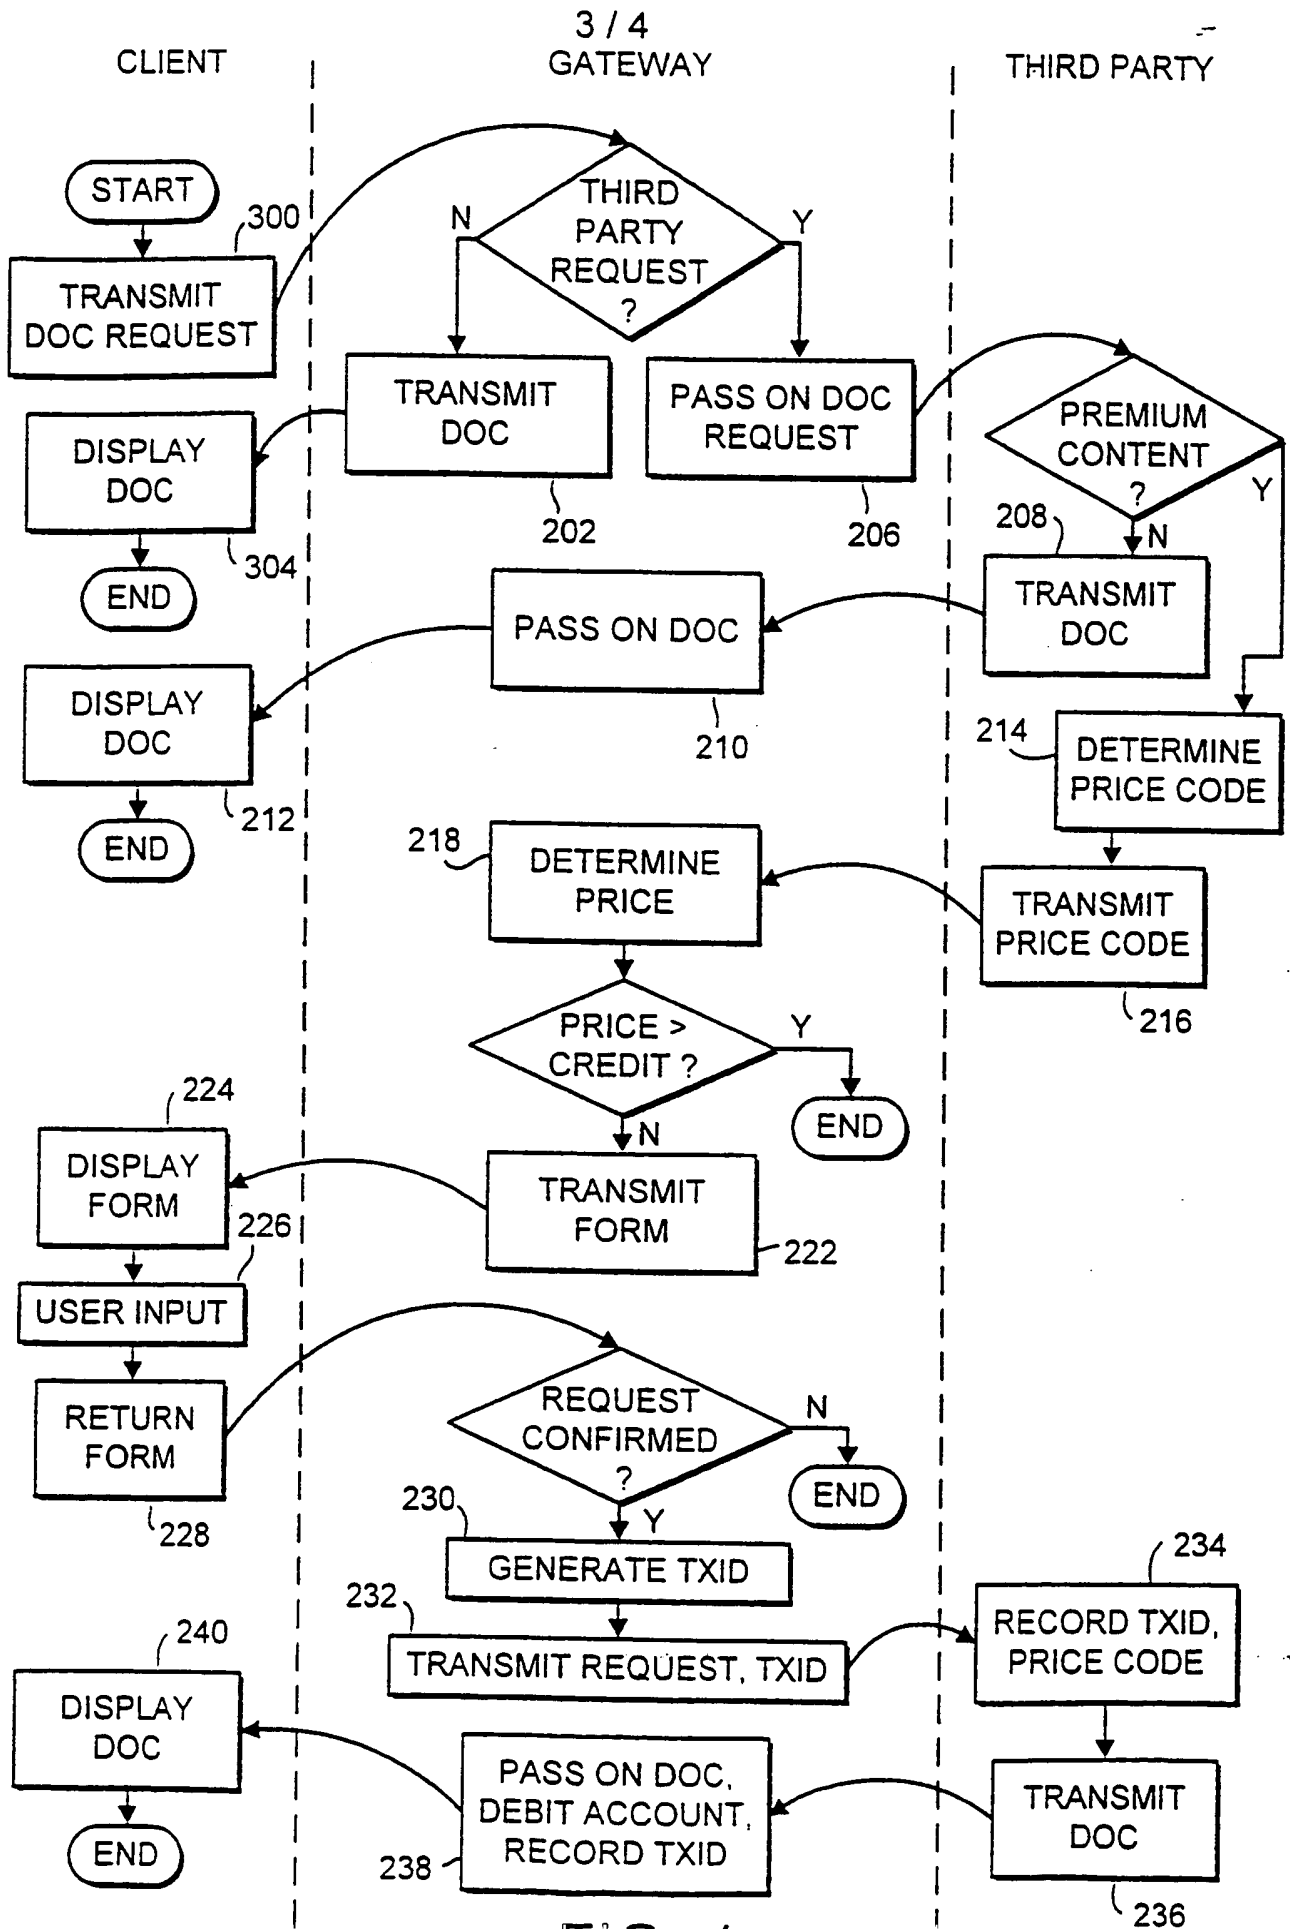 3 / 4
CLIENT
GATEWAY
THIRD PARTY
START
300
TRANSMIT
DOC REQUEST
THIRD
PARTY
REQUEST
?
N
Y
TRANSMIT
DOC
202
PASS ON DOC
REQUEST
206
PREMIUM
CONTENT
?
Y
N
DISPLAY
DOC
304
END
208
TRANSMIT
DOC
PASS ON DOC
210
DISPLAY
DOC
212
END
214
DETERMINE
PRICE CODE
218
DETERMINE
PRICE
TRANSMIT
PRICE CODE
216
PRICE >
CREDIT ?
Y
END
N
224
DISPLAY
FORM
TRANSMIT
FORM
222
226
USER INPUT
RETURN
FORM
228
REQUEST
CONFIRMED
?
N
END
Y
230
GENERATE TXID
232
TRANSMIT REQUEST, TXID
234
RECORD TXID,
PRICE CODE
240
DISPLAY
DOC
END
PASS ON DOC,
DEBIT ACCOUNT,
RECORD TXID
238
TRANSMIT
DOC
236